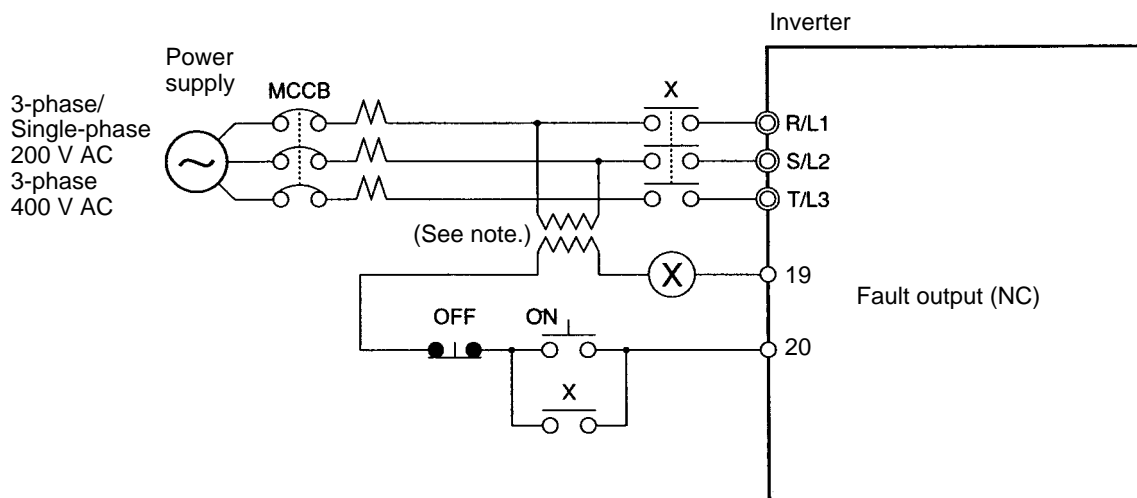 Inverter
Power
supply
3-phase/
Single-phase
200 V AC
3-phase
400 V AC
MCCB
X
R/L1
S/L2
T/L3
(See note.)
X
19
Fault output (NC)
OFF
ON
20
X